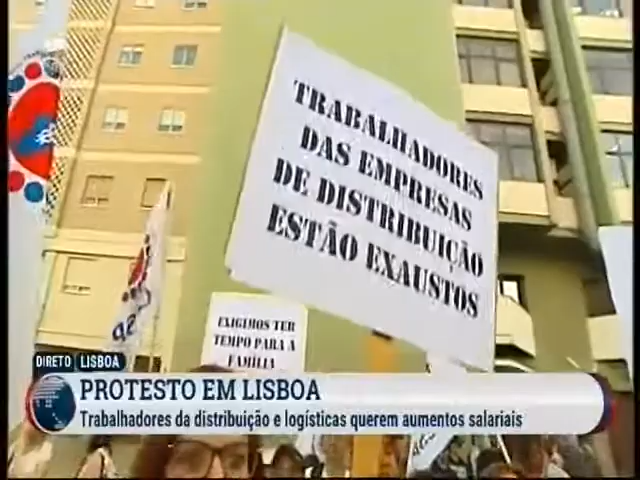 TRABALHADORES
DAS EMPRESAS
DE DISTRIBUIÇÃO
ESTÃO EXAUSTOS
EXIGIMOS TER
TEMPO PARA A
FAMÍLIA
DIRETO LISBOA
PROTESTO EM LISBOA
Trabalhadores da distribuição e logísticas querem aumentos salariais